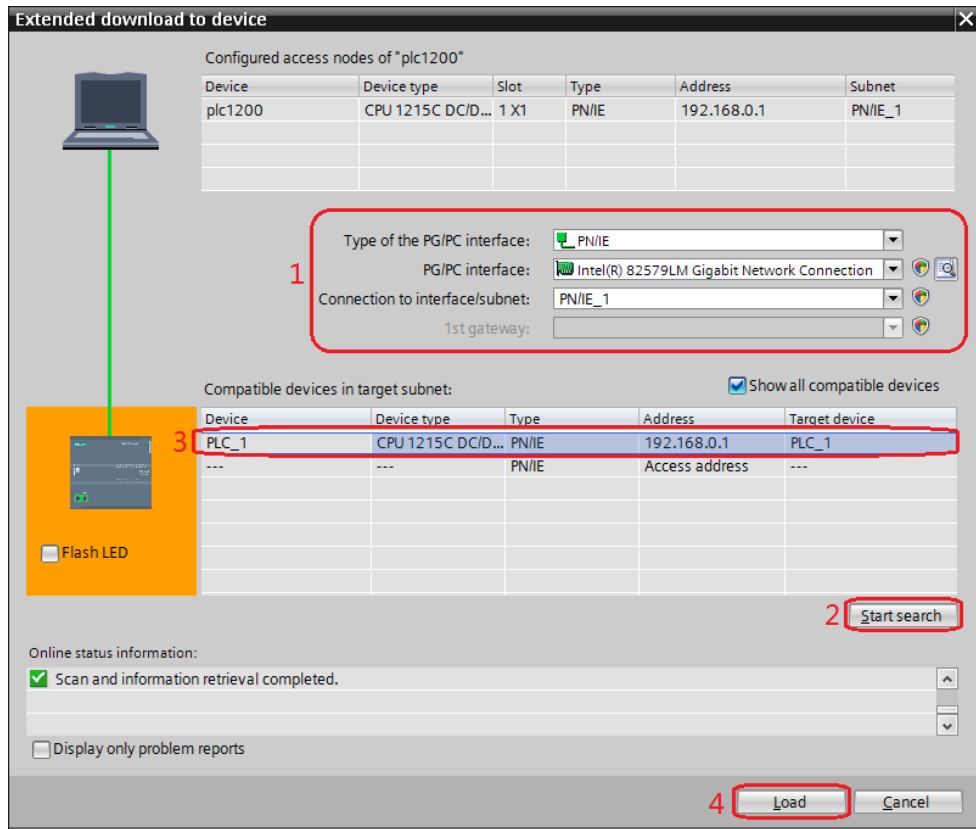 Extended download to device
Configured access nodes of "plc1200"
Device Device type Slot Type Address Subnet
plc1200 CPU 1215C DC/D... 1 X1 PN/IE 192.168.0.1 PN/IE_1
Type of the PG/PC interface: PN/IE
1 PG/PC interface: Intel(R) 82579LM Gigabit Network Connection
Connection to interface/subnet: PN/IE_1
1st gateway:
Compatible devices in target subnet: Show all compatible devices
Device Device type Type Address Target device
3 PLC_1 CPU 1215C DC/D... PN/IE 192.168.0.1 PLC_1
--- --- PN/IE Access address ---
Flash LED
2 Start search
Online status information:
Scan and information retrieval completed.
Display only problem reports
4 Load Cancel